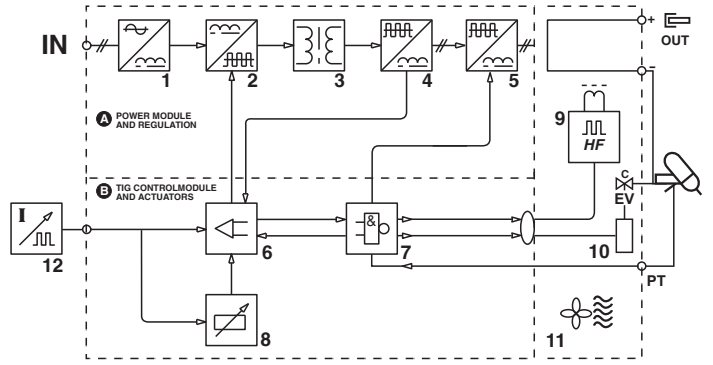 IN
1
2
3
4
5
+
OUT
-
A POWER MODULE
AND REGULATION
9
HF
B TIG CONTROLMODULE
AND ACTUATORS
C
EV
I
12
6
&
7
10
PT
8
11